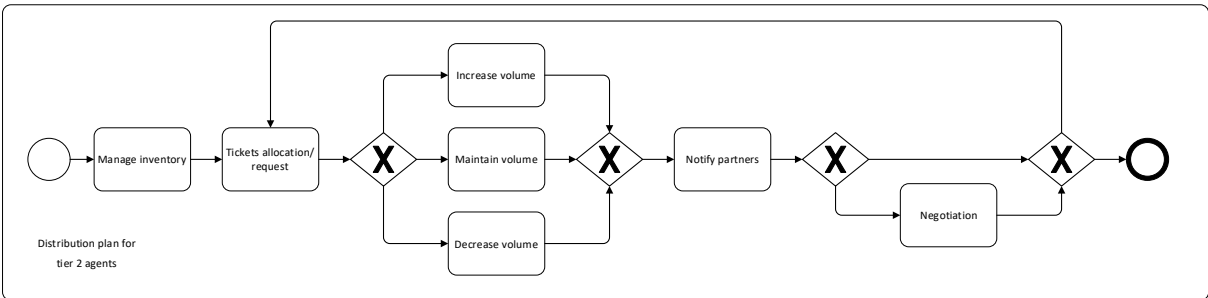 Increase volume
Manage inventory
Tickets allocation/
request
X
Maintain volume
X
Notify partners
X
X
Negotiation
Decrease volume
Distribution plan for
tier 2 agents